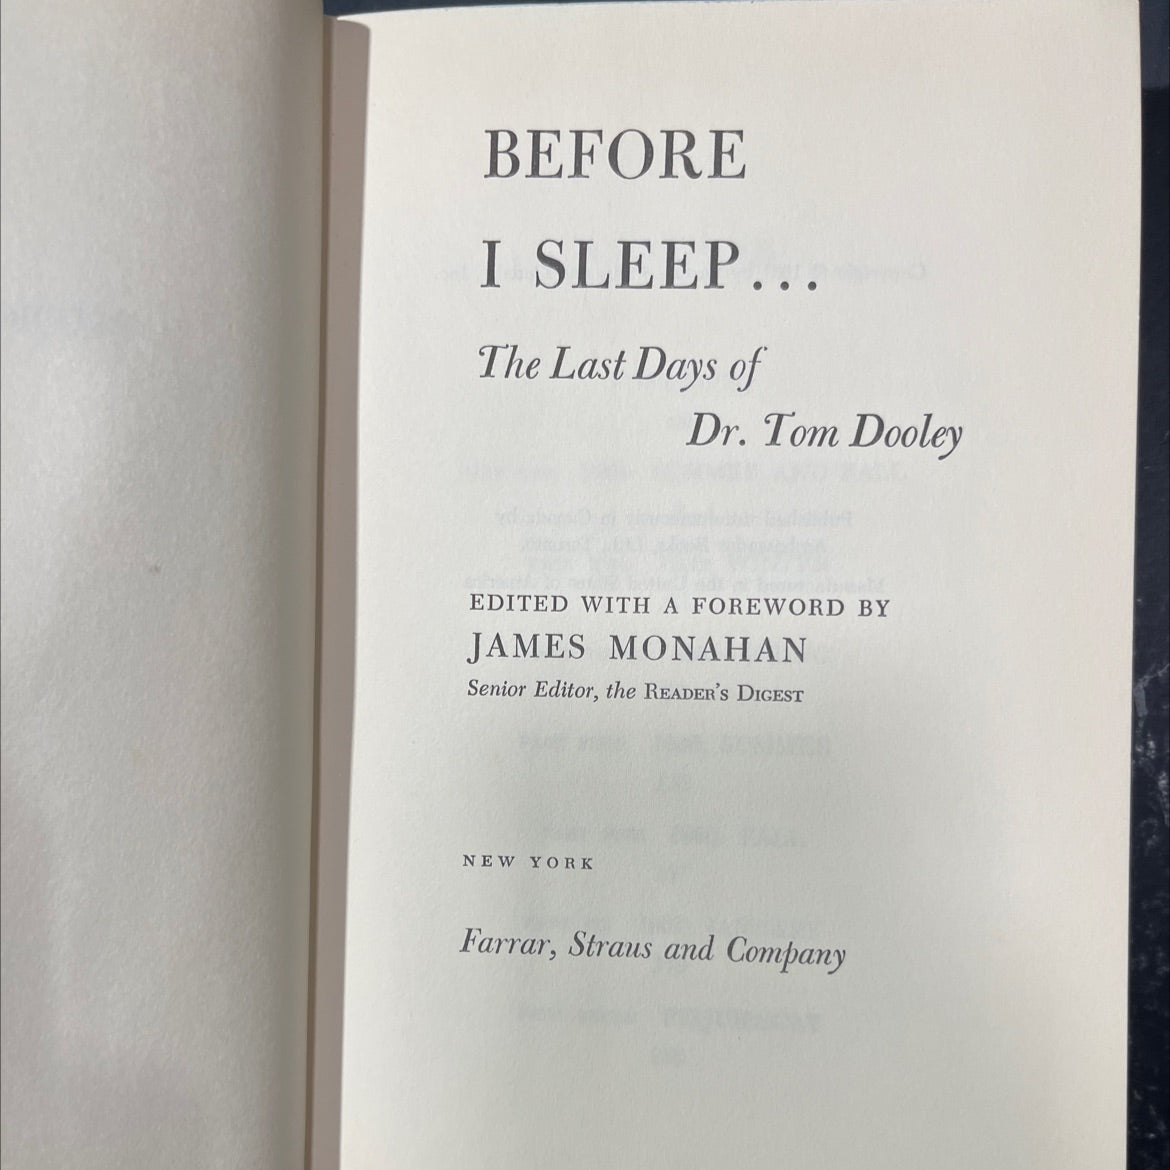 BEFORE
I SLEEP...
The Last Days of
Dr. Tom Dooley
EDITED WITH A FOREWORD BY
JAMES MONAHAN
Senior Editor, the READER'S DIGEST
NEW YORK
Farrar, Straus and Company